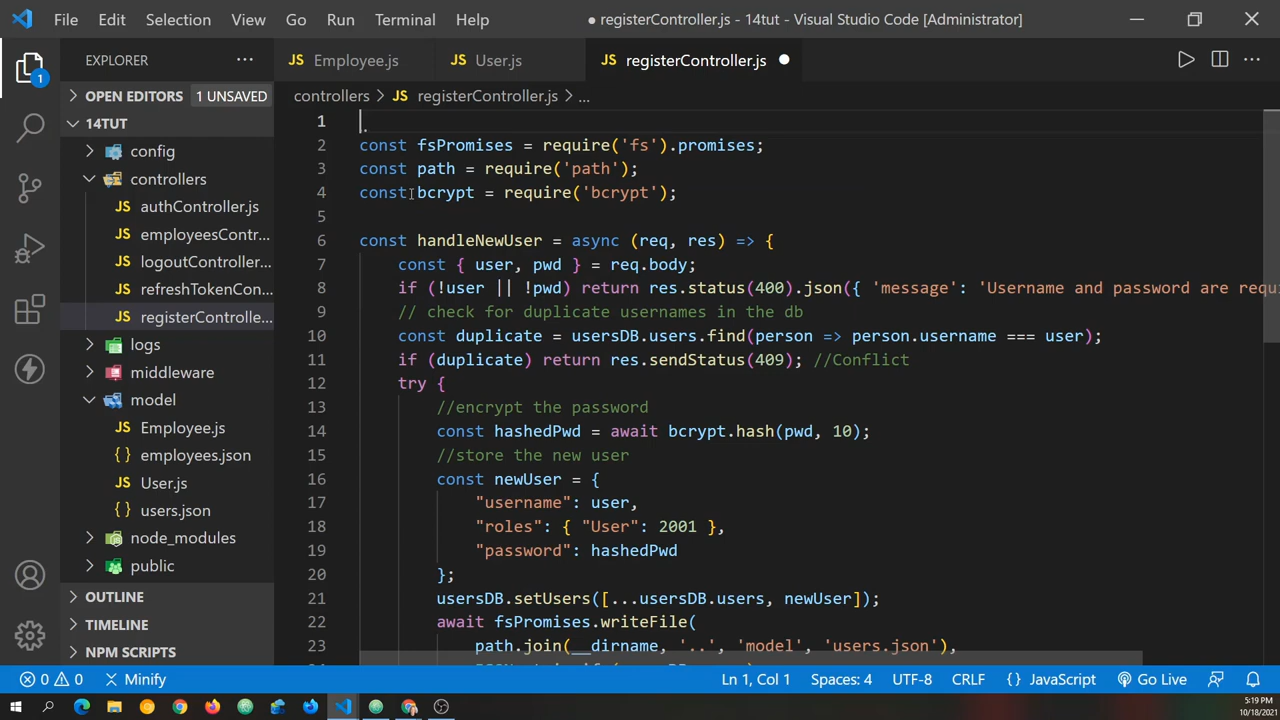 File Edit Selection View Go Run Terminal Help ● registerController.js - 14tut - Visual Studio Code [Administrator]
EXPLORER ...
JS Employee.js JS User.js JS registerController.js ●
OPEN EDITORS 1 UNSAVED
controllers > JS registerController.js > ...
14TUT
config
controllers
JS authController.js
JS employeesContr...
JS logoutController...
JS refreshTokenCon...
JS registerControlle...
logs
middleware
model
JS Employee.js
{} employees.json
JS User.js
{} users.json
node_modules
public
OUTLINE
TIMELINE
NPM SCRIPTS
1
2 const fsPromises = require('fs').promises;
3 const path = require('path');
4 const bcrypt = require('bcrypt');
5
6 const handleNewUser = async (req, res) => {
7 const { user, pwd } = req.body;
8 if (!user || !pwd) return res.status(400).json({ 'message': 'Username and password are requ
9 // check for duplicate usernames in the db
10 const duplicate = usersDB.users.find(person => person.username === user);
11 if (duplicate) return res.sendStatus(409); //Conflict
12 try {
13 //encrypt the password
14 const hashedPwd = await bcrypt.hash(pwd, 10);
15 //store the new user
16 const newUser = {
17 "username": user,
18 "roles": { "User": 2001 },
19 "password": hashedPwd
20 };
21 usersDB.setUsers([...usersDB.users, newUser]);
22 await fsPromises.writeFile(
23 path.join(__dirname, '..', 'model', 'users.json'),
1
0 0 Minify Ln 1, Col 1 Spaces: 4 UTF-8 CRLF {} JavaScript Go Live
5:19 PM
10/18/2021